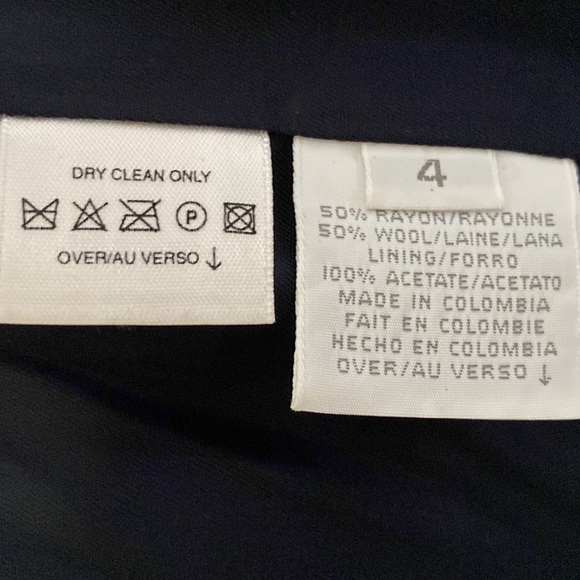 DRY CLEAN ONLY
P
OVER/AU VERSO ↓
4
50% RAYON/RAYONNE
50% WOOL/LAINE/LANA
LINING/FORRO
100% ACETATE/ACETATO
MADE IN COLOMBIA
FAIT EN COLOMBIE
HECHO EN COLOMBIA
OVER/AU VERSO ↓